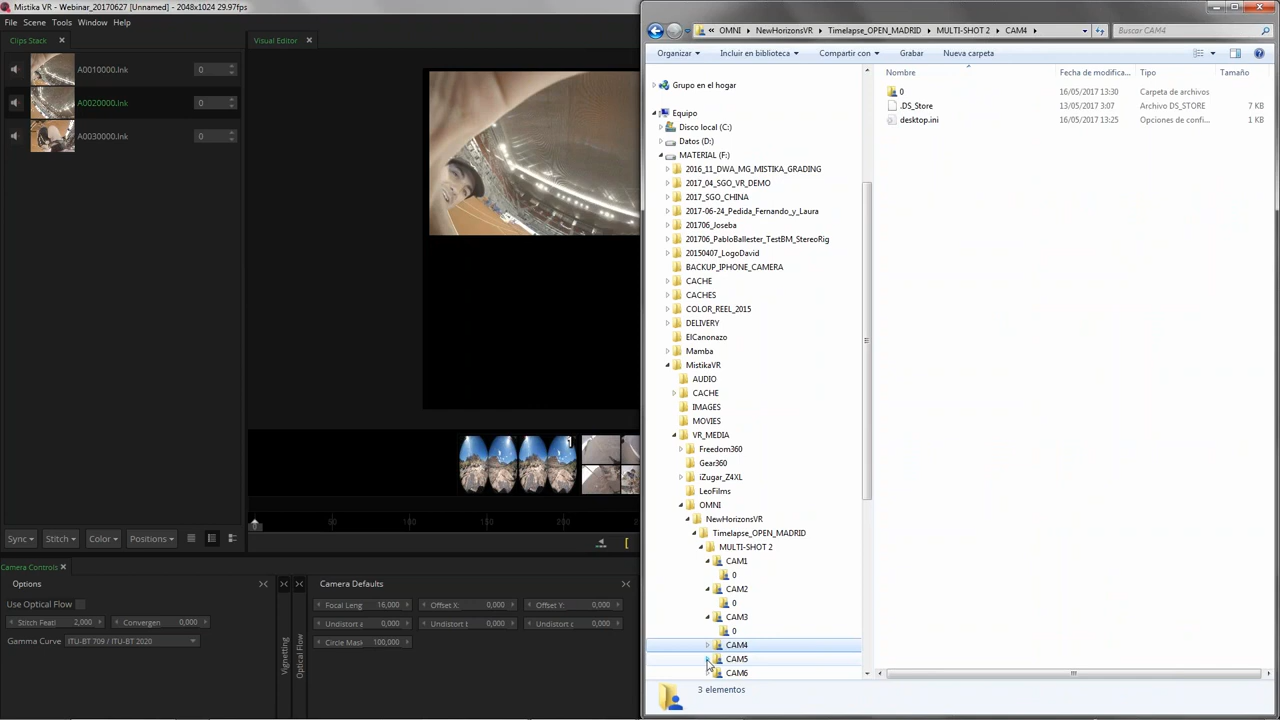 Mistika VR - Webinar_20170627 [Unnamed] - 2048x1024 29.97fps
File Scene Tools Window Help
Clips Stack
Visual Editor
A0010000.lnk 0
A0020000.lnk 0
A0030000.lnk 0
0 50 100 150 200
Sync Stitch Color Positions
Camera Controls
Options
Use Optical Flow
Stitch Feath 2,000 Convergen 0,000
Gamma Curve ITU-BT 709 / ITU-BT 2020
Vignetting
Optical Flow
Camera Defaults
Focal Leng 16,000 Offset X: 0,000 Offset Y: 0,000
Undistort a 0,000 Undistort b 0,000 Undistort c 0,000
Circle Mask 100,000
« OMNI NewHorizonsVR Timelapse_OPEN_MADRID MULTI-SHOT 2 CAM4
Buscar CAM4
Organizar Incluir en biblioteca Compartir con Grabar Nueva carpeta
Grupo en el hogar
Equipo
Disco local (C:)
Datos (D:)
MATERIAL (F:)
2016_11_DWA_MG_MISTIKA_GRADING
2017_04_SGO_VR_DEMO
2017_SGO_CHINA
2017-06-24_Pedida_Fernando_y_Laura
201706_Joseba
201706_PabloBallester_TestBM_StereoRig
20150407_LogoDavid
BACKUP_IPHONE_CAMERA
CACHE
CACHES
COLOR_REEL_2015
DELIVERY
ElCanonazo
Mamba
MistikaVR
AUDIO
CACHE
IMAGES
MOVIES
VR_MEDIA
Freedom360
Gear360
iZugar_Z4XL
LeoFilms
OMNI
NewHorizonsVR
Timelapse_OPEN_MADRID
MULTI-SHOT 2
CAM1
0
CAM2
0
CAM3
0
CAM4
CAM5
CAM6
Nombre Fecha de modifica... Tipo Tamaño
0 16/05/2017 13:30 Carpeta de archivos
.DS_Store 13/05/2017 3:07 Archivo DS_STORE 7 KB
desktop.ini 16/05/2017 13:25 Opciones de confi... 1 KB
3 elementos